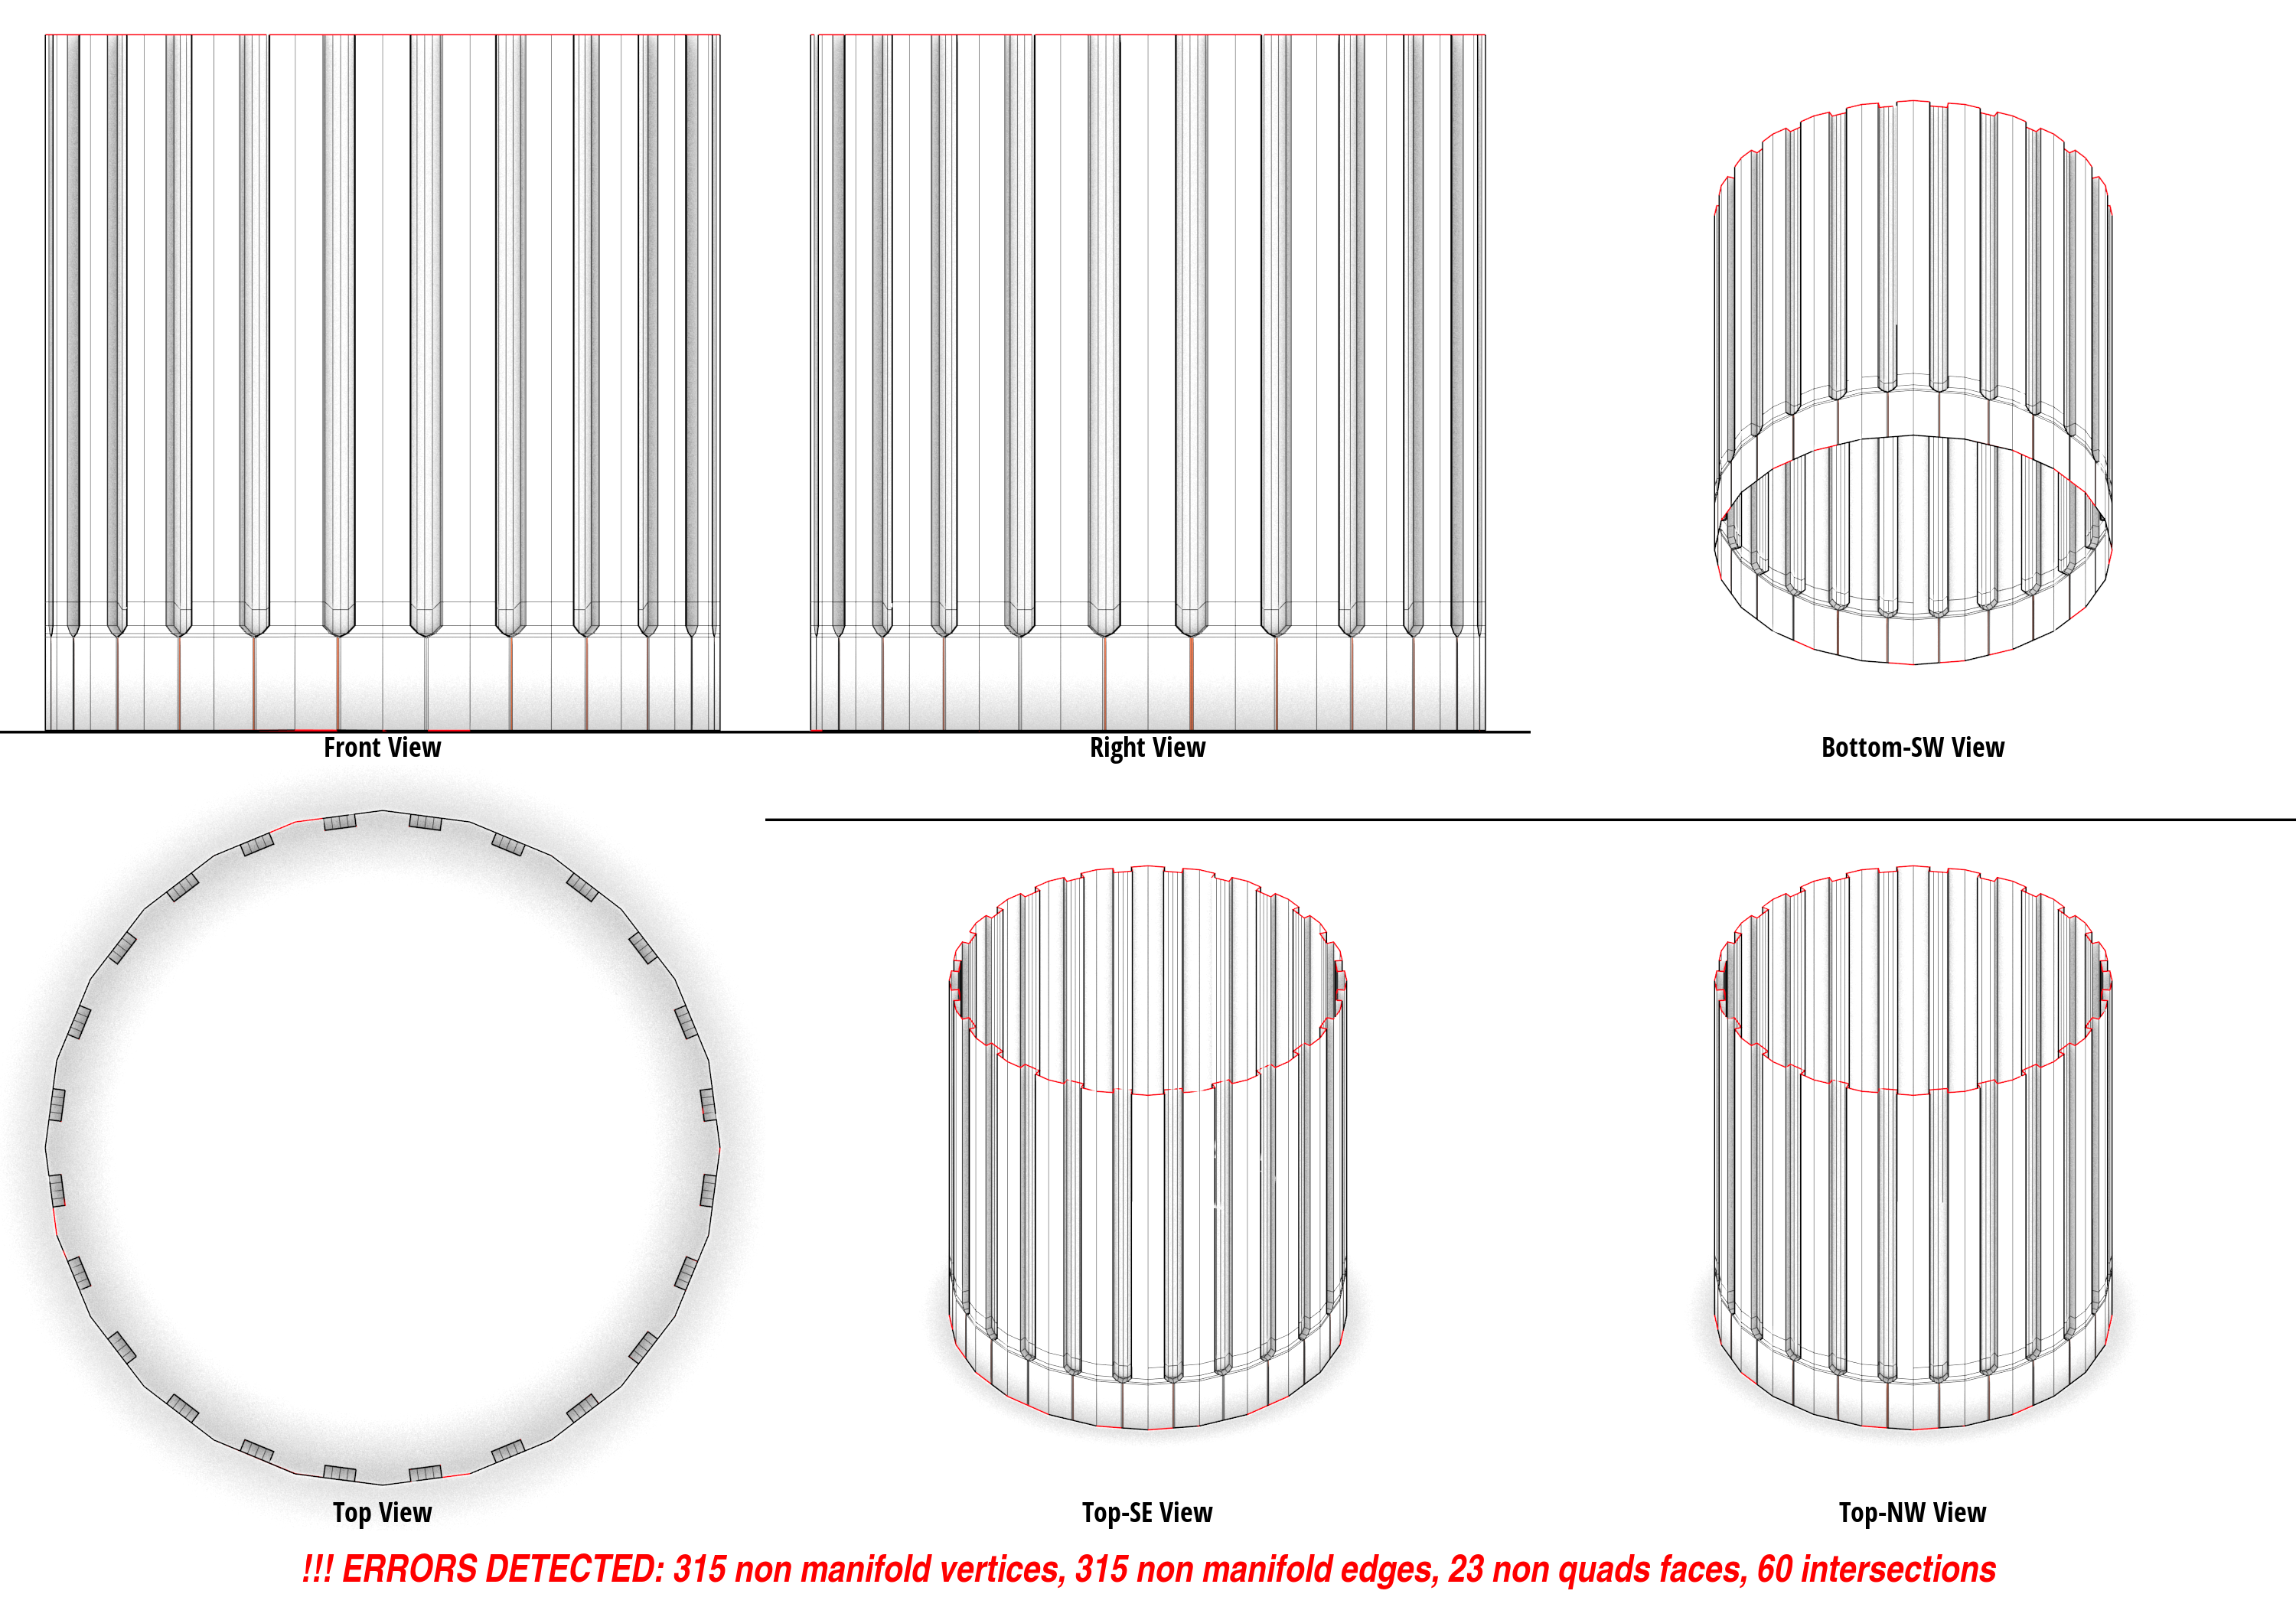 Front View
Right View
Bottom-SW View
Top View
Top-SE View
Top-NW View
!!! ERRORS DETECTED: 315 non manifold vertices, 315 non manifold edges, 23 non quads faces, 60 intersections